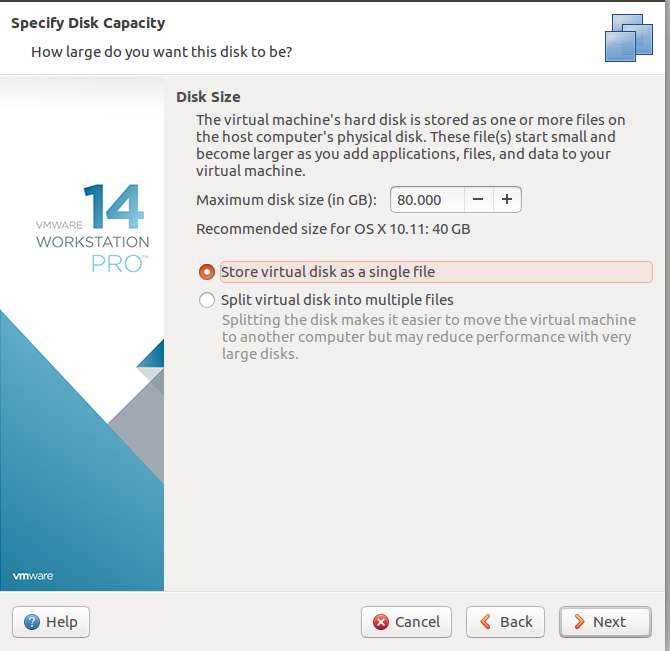 Specify Disk Capacity
How large do you want this disk to be?
Disk Size
The virtual machine's hard disk is stored as one or more files on
the host computer's physical disk. These file(s) start small and
become larger as you add applications, files, and data to your
virtual machine.
Maximum disk size (in GB): 80.000 − +
Recommended size for OS X 10.11: 40 GB
Store virtual disk as a single file
Split virtual disk into multiple files
Splitting the disk makes it easier to move the virtual machine
to another computer but may reduce performance with very
large disks.
14
VMWARE
WORKSTATION
PRO™
vmware
Help
Cancel
Back
Next